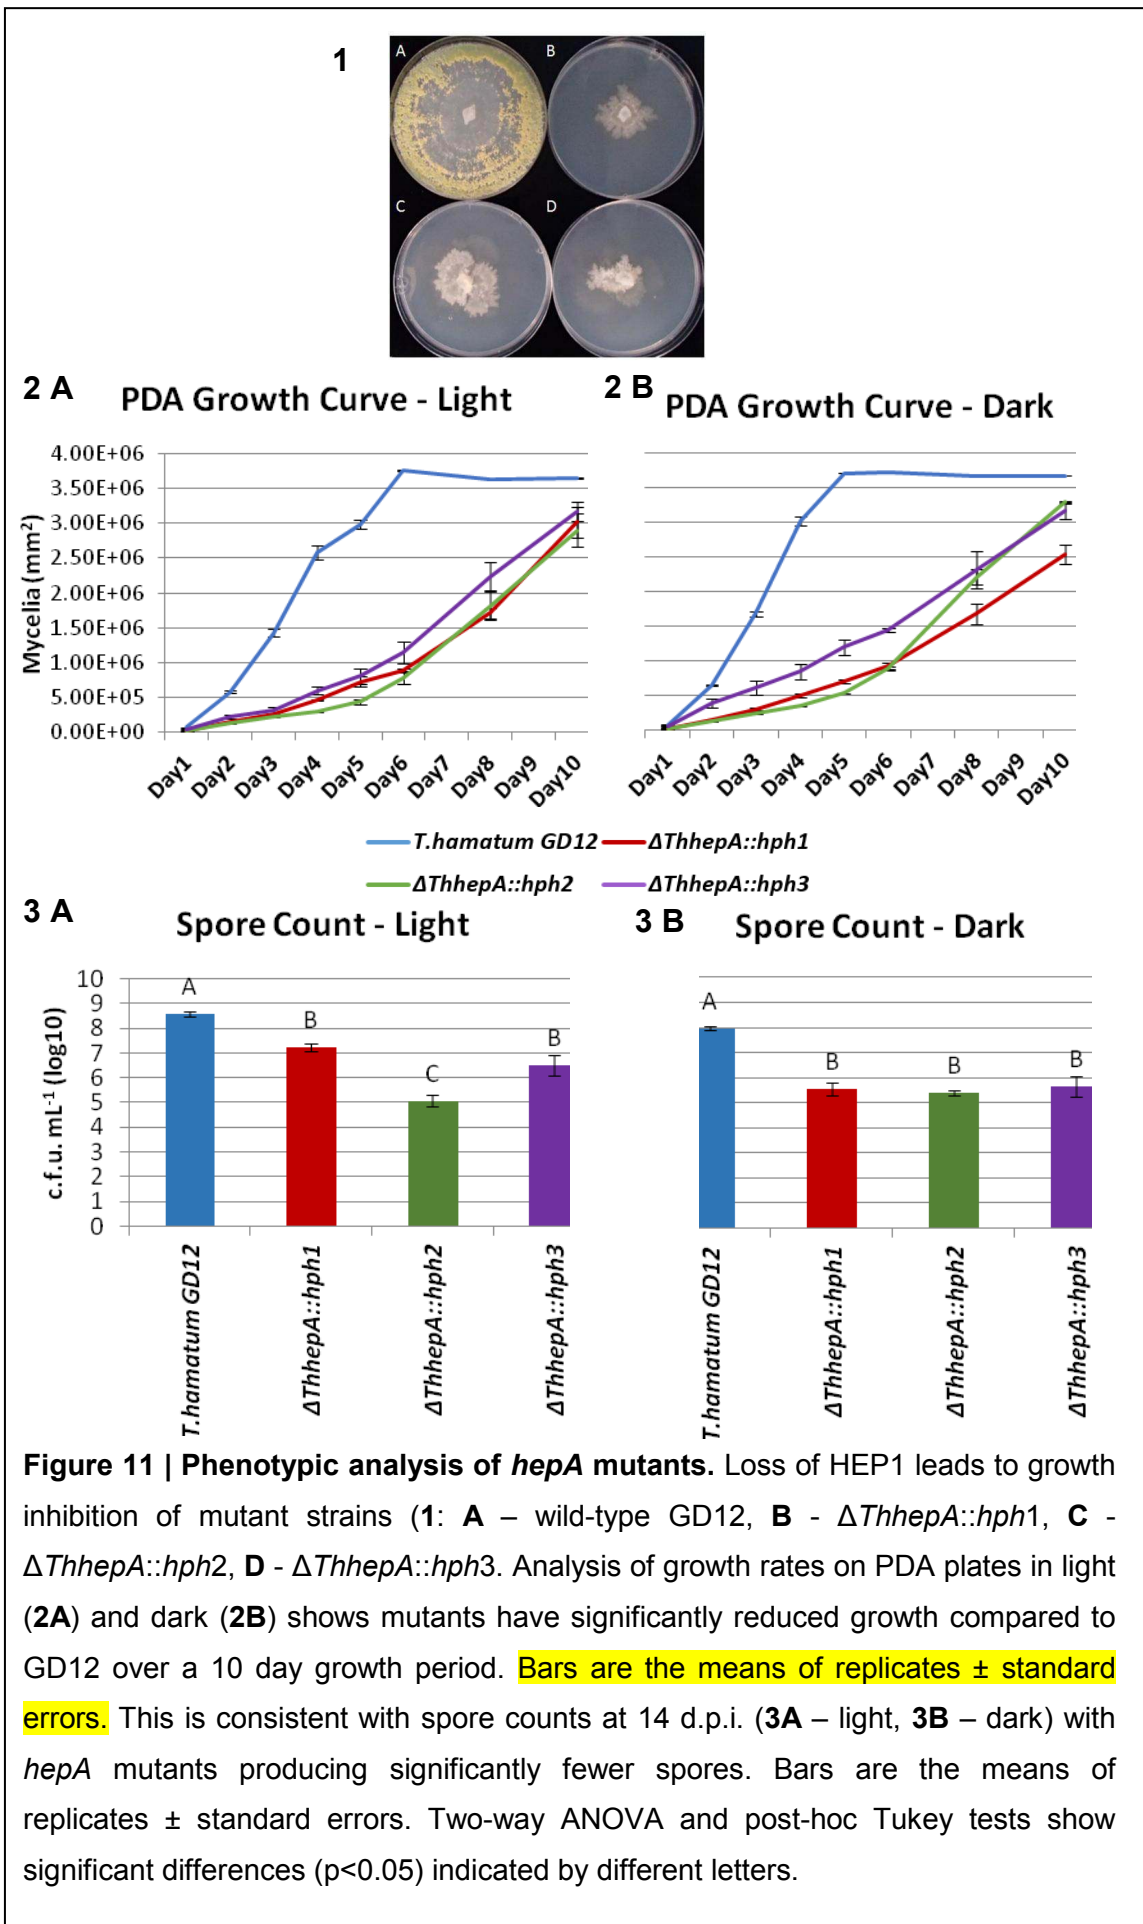 1
A
B
C
D
2 A
PDA Growth Curve - Light
2 B
PDA Growth Curve - Dark
Mycelia (mm²)
4.00E+06
3.50E+06
3.00E+06
2.50E+06
2.00E+06
1.50E+06
1.00E+06
5.00E+05
0.00E+00
Day1
Day2
Day3
Day4
Day5
Day6
Day7
Day8
Day9
Day10
Day1
Day2
Day3
Day4
Day5
Day6
Day7
Day8
Day9
Day10
T.hamatum GD12
ΔThhepA::hph1
ΔThhepA::hph2
ΔThhepA::hph3
3 A
Spore Count - Light
3 B
Spore Count - Dark
c.f.u. mL⁻¹ (log10)
10
9
8
7
6
5
4
3
2
1
0
A
B
C
B
A
B
B
B
T.hamatum GD12
ΔThhepA::hph1
ΔThhepA::hph2
ΔThhepA::hph3
T.hamatum GD12
ΔThhepA::hph1
ΔThhepA::hph2
ΔThhepA::hph3
Figure 11 | Phenotypic analysis of hepA mutants. Loss of HEP1 leads to growth
inhibition of mutant strains (1: A – wild-type GD12, B - ΔThhepA::hph1, C -
ΔThhepA::hph2, D - ΔThhepA::hph3. Analysis of growth rates on PDA plates in light
(2A) and dark (2B) shows mutants have significantly reduced growth compared to
GD12 over a 10 day growth period. Bars are the means of replicates ± standard
errors. This is consistent with spore counts at 14 d.p.i. (3A – light, 3B – dark) with
hepA mutants producing significantly fewer spores. Bars are the means of
replicates ± standard errors. Two-way ANOVA and post-hoc Tukey tests show
significant differences (p<0.05) indicated by different letters.